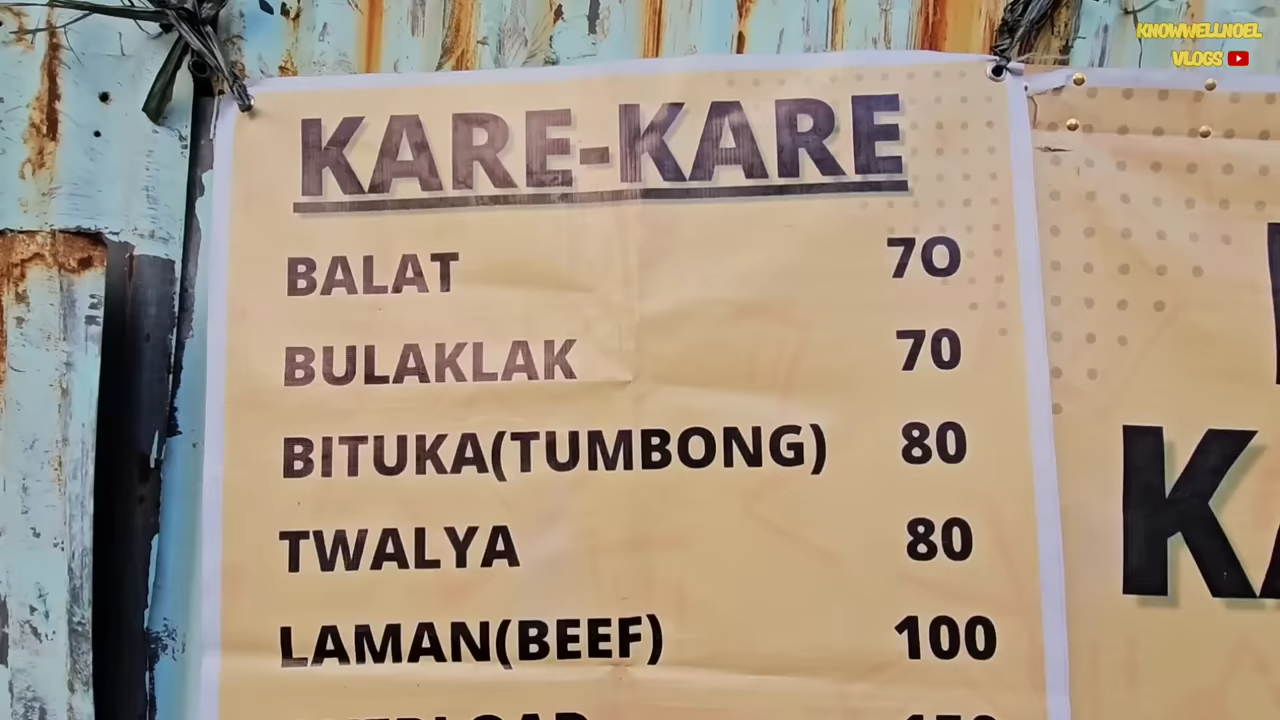 KNOWWELLNOEL
VLOGS
KARE-KARE
BALAT 70
BULAKLAK 70
BITUKA(TUMBONG) 80
TWALYA 80
LAMAN(BEEF) 100